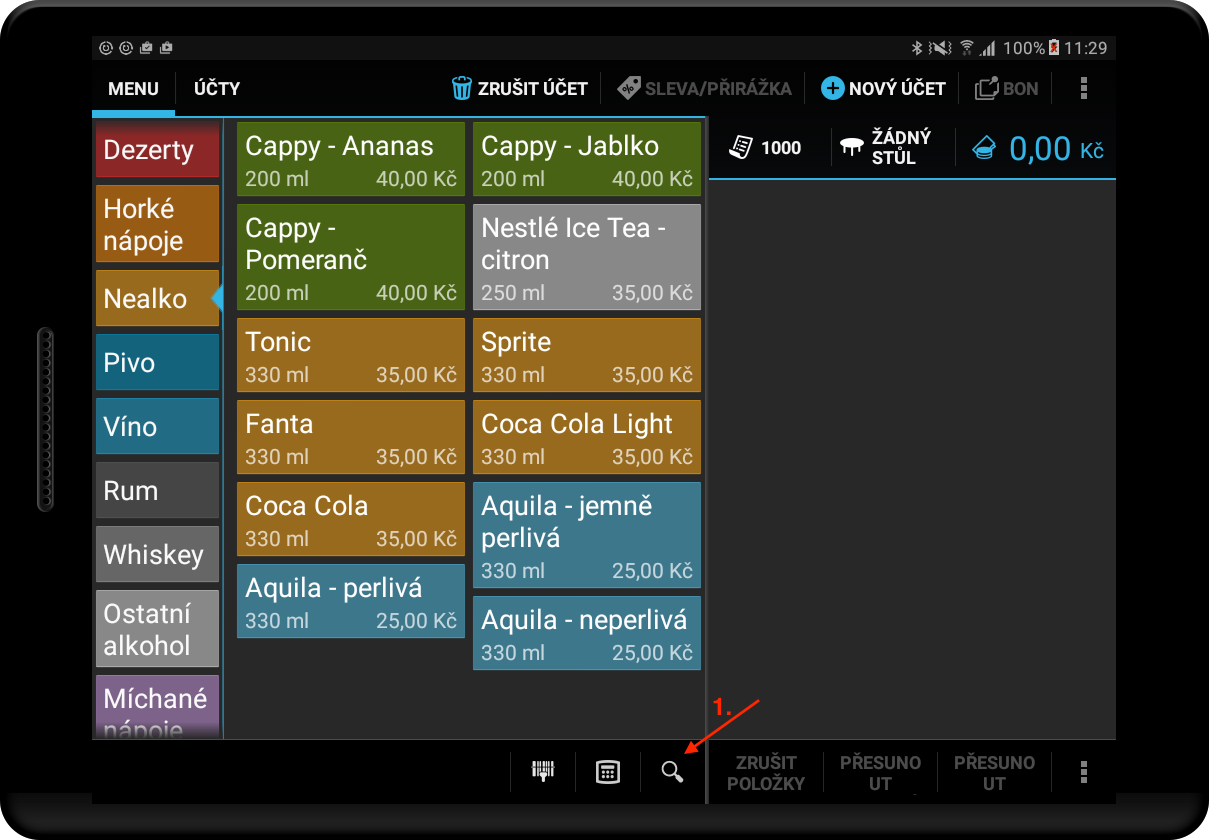 100% 11:29
MENU ÚČTY ZRUŠIT ÚČET SLEVA/PŘIRÁŽKA NOVÝ ÚČET BON
1000
ŽÁDNÝ
STŮL
0,00 Kč
Dezerty
Horké
nápoje
Nealko
Pivo
Víno
Rum
Whiskey
Ostatní
alkohol
Míchané
nápoje
Cappy - Ananas
200 ml 40,00 Kč
Cappy - Jablko
200 ml 40,00 Kč
Cappy -
Pomeranč
200 ml 40,00 Kč
Nestlé Ice Tea -
citron
250 ml 35,00 Kč
Tonic
330 ml 35,00 Kč
Sprite
330 ml 35,00 Kč
Fanta
330 ml 35,00 Kč
Coca Cola Light
330 ml 35,00 Kč
Coca Cola
330 ml 35,00 Kč
Aquila - jemně
perlivá
330 ml 25,00 Kč
Aquila - perlivá
330 ml 25,00 Kč
Aquila - neperlivá
330 ml 25,00 Kč
1.
ZRUŠIT
POLOŽKY
PŘESUNO
UT
PŘESUNO
UT